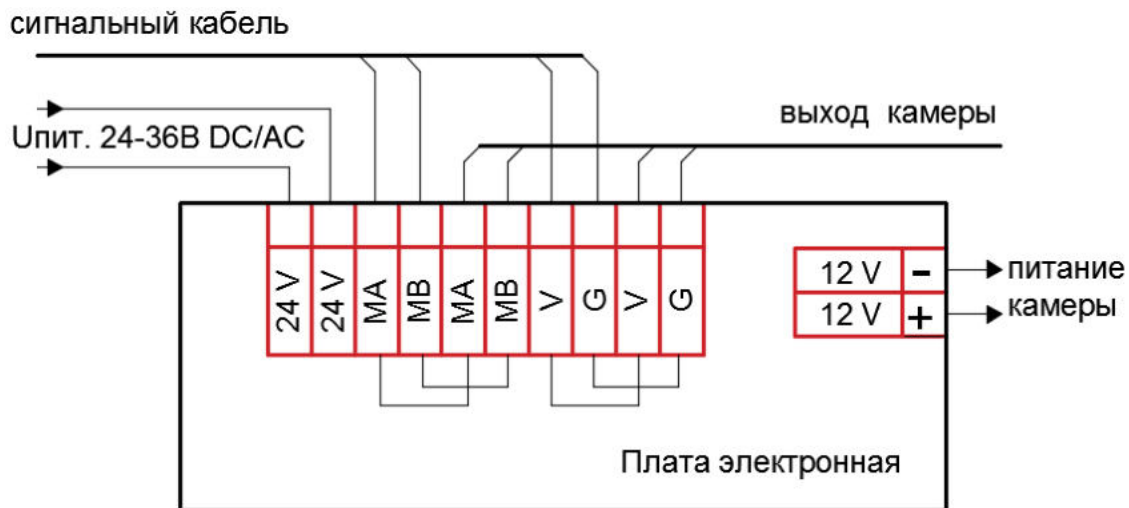 сигнальный кабель
Uпит. 24-36В DC/AC
выход камеры
24 V
24 V
MA
MB
MA
MB
V
G
V
G
12 V -
12 V +
питание
камеры
Плата электронная